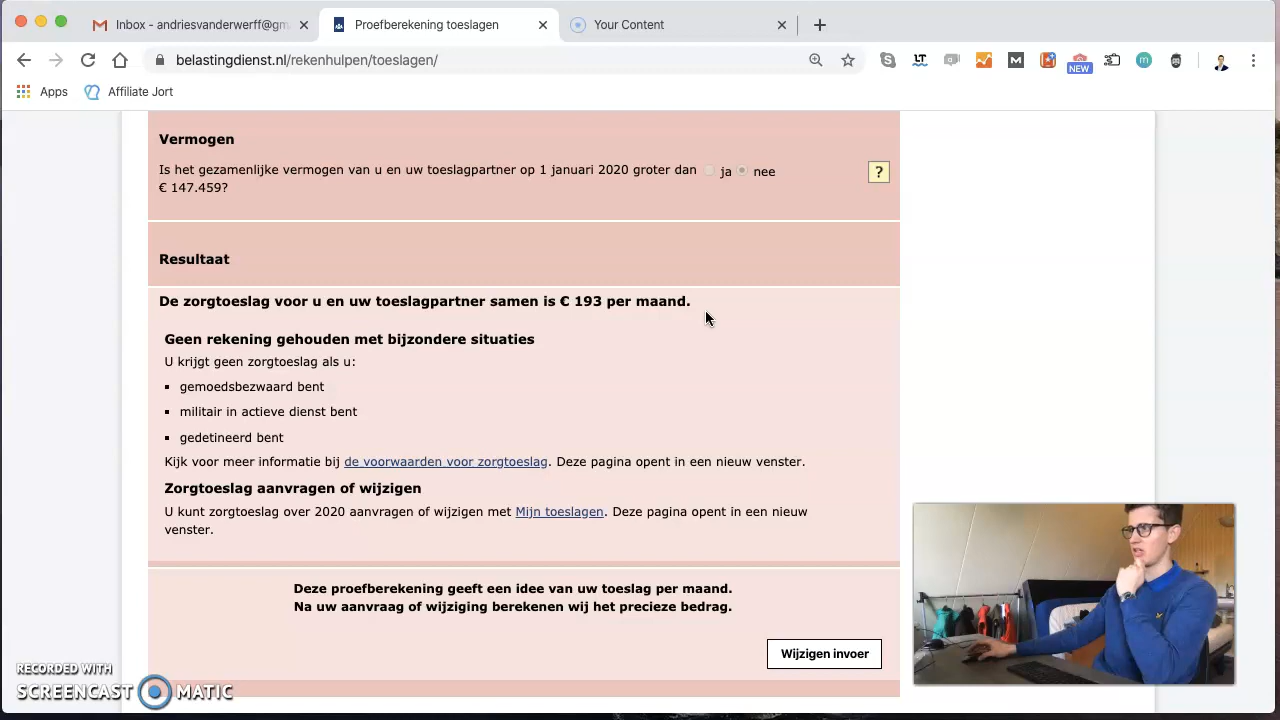 Inbox - andriesvanderwerff@gm
Proefberekening toeslagen
Your Content
belastingdienst.nl/rekenhulpen/toeslagen/
LT
M
NEW
m
Apps
Affiliate Jort
Vermogen
Is het gezamenlijke vermogen van u en uw toeslagpartner op 1 januari 2020 groter dan ja nee ?
€ 147.459?
Resultaat
De zorgtoeslag voor u en uw toeslagpartner samen is € 193 per maand.
Geen rekening gehouden met bijzondere situaties
U krijgt geen zorgtoeslag als u:
gemoedsbezwaard bent
militair in actieve dienst bent
gedetineerd bent
Kijk voor meer informatie bij de voorwaarden voor zorgtoeslag. Deze pagina opent in een nieuw venster.
Zorgtoeslag aanvragen of wijzigen
U kunt zorgtoeslag over 2020 aanvragen of wijzigen met Mijn toeslagen. Deze pagina opent in een nieuw
venster.
Deze proefberekening geeft een idee van uw toeslag per maand.
Na uw aanvraag of wijziging berekenen wij het precieze bedrag.
Wijzigen invoer
RECORDED WITH
SCREENCAST MATIC